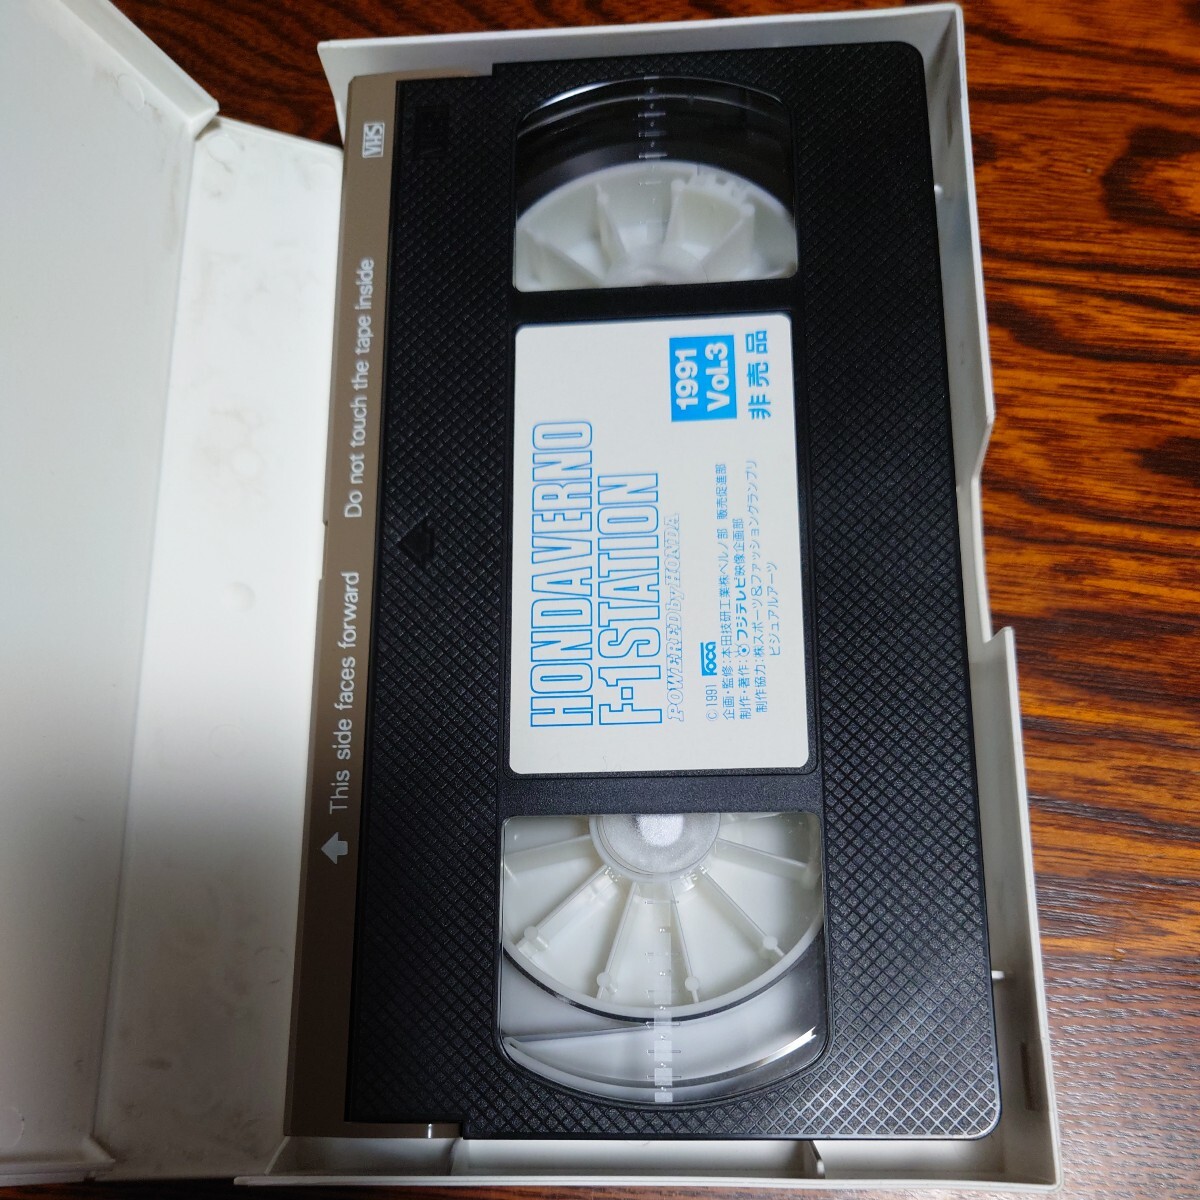 VHS
This side faces forward
Do not touch the tape inside
HONDAVERNO
F-1 STATION
POWERED by HONDA
1991
Vol.3
非売品
©1991 foca
企画・監修:本田技研工業㈱ベルノ部 販売促進部
制作・著作:フジテレビ映像企画部
制作協力:㈱スポーツ&ファッショングランプリ
ビジュアルアーツ